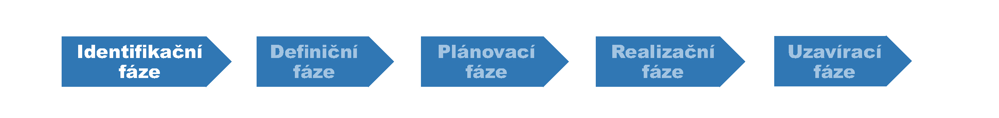 Identifikační
fáze
Definiční
fáze
Plánovací
fáze
Realizační
fáze
Uzavírací
fáze